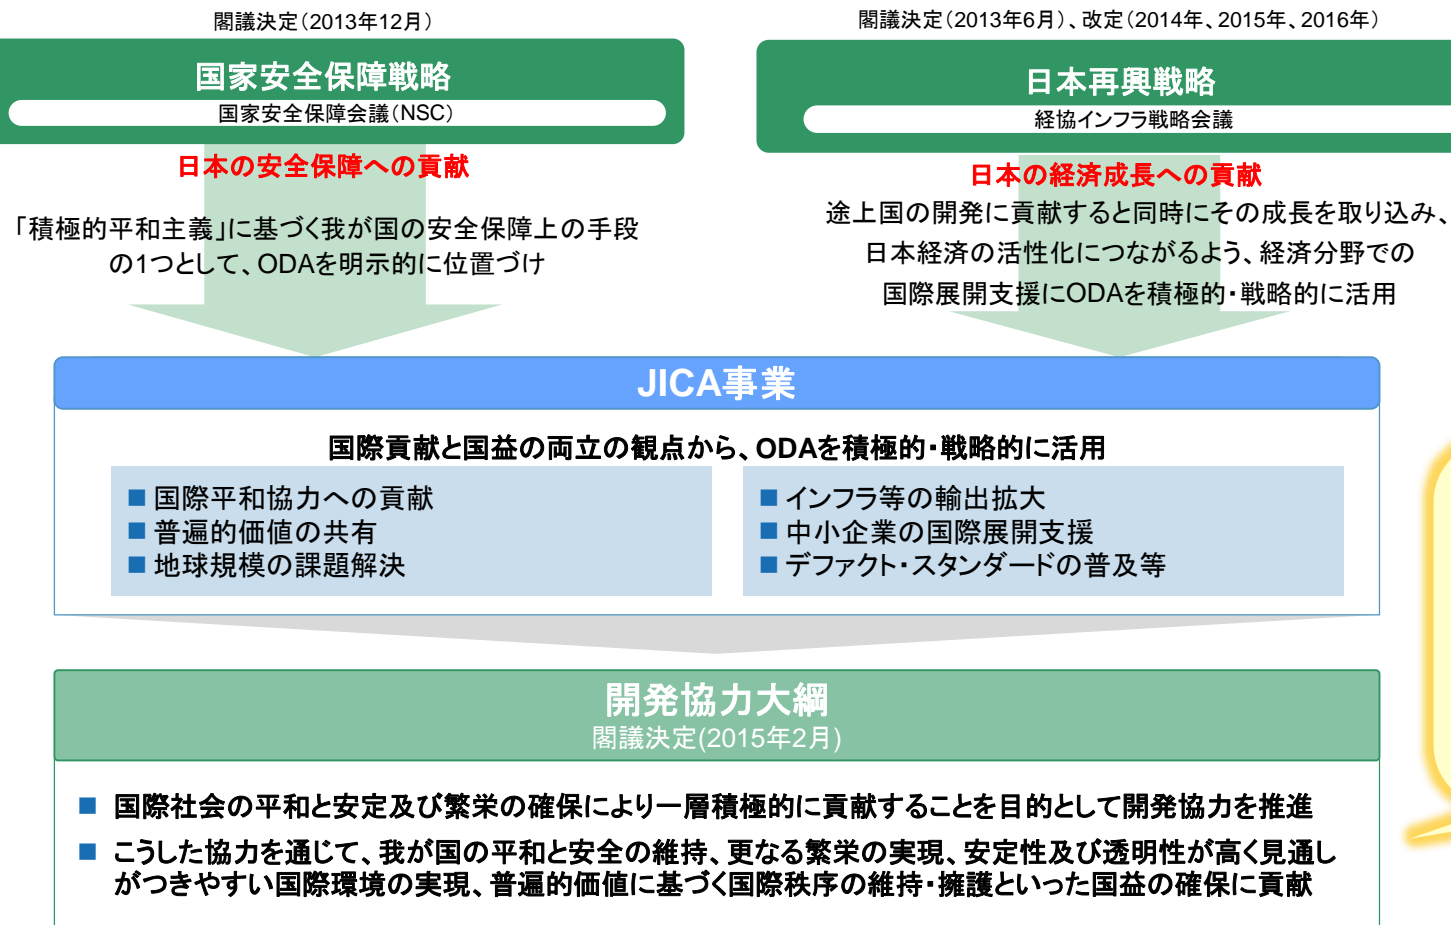 閣議決定（2013年12月）
国家安全保障戦略
国家安全保障会議（NSC）
日本の安全保障への貢献
「積極的平和主義」に基づく我が国の安全保障上の手段
の1つとして、ODAを明示的に位置づけ
閣議決定（2013年6月）、改定（2014年、2015年、2016年）
日本再興戦略
経協インフラ戦略会議
日本の経済成長への貢献
途上国の開発に貢献すると同時にその成長を取り込み、
日本経済の活性化につながるよう、経済分野での
国際展開支援にODAを積極的・戦略的に活用
JICA事業
国際貢献と国益の両立の観点から、ODAを積極的・戦略的に活用
■ 国際平和協力への貢献
■ 普遍的価値の共有
■ 地球規模の課題解決
■ インフラ等の輸出拡大
■ 中小企業の国際展開支援
■ デファクト・スタンダードの普及等
開発協力大綱
閣議決定(2015年2月)
■ 国際社会の平和と安定及び繁栄の確保により一層積極的に貢献することを目的として開発協力を推進
■ こうした協力を通じて、我が国の平和と安全の維持、更なる繁栄の実現、安定性及び透明性が高く見通し
がつきやすい国際環境の実現、普遍的価値に基づく国際秩序の維持・擁護といった国益の確保に貢献